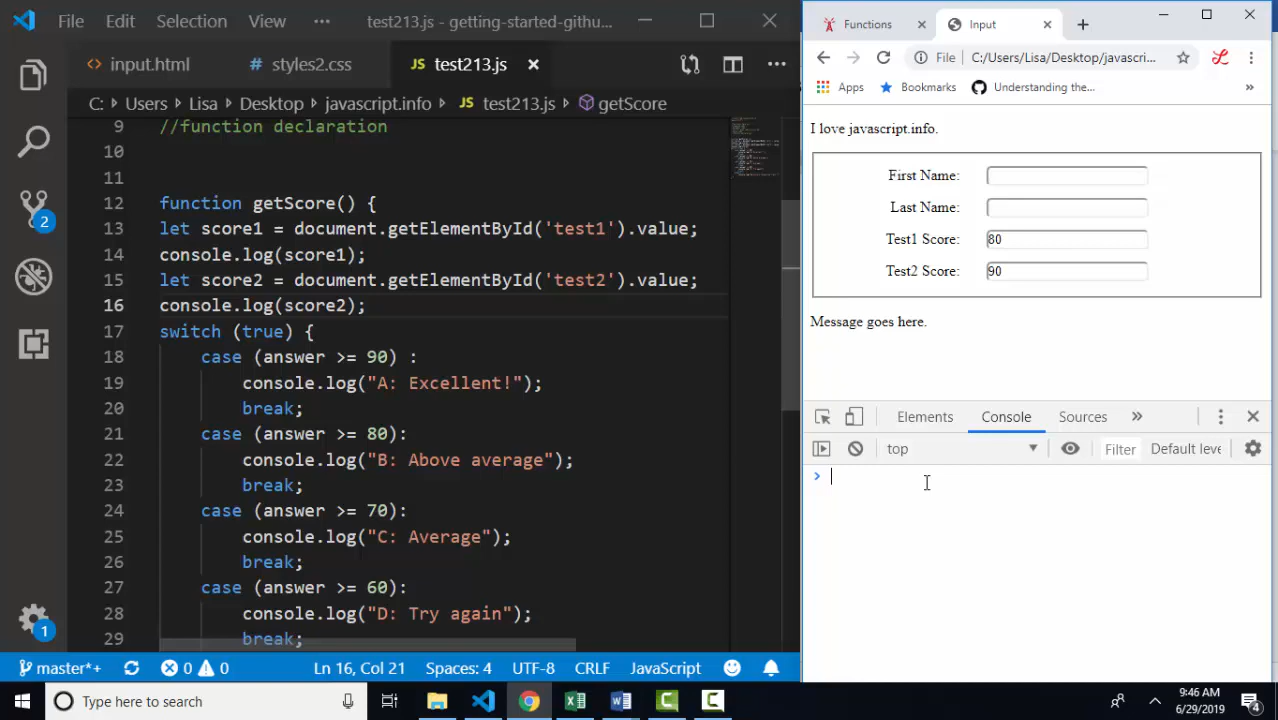 File Edit Selection View ··· test213.js - getting-started-githu...
input.html styles2.css JS test213.js
C: > Users > Lisa > Desktop > javascript.info > JS test213.js > getScore
9 //function declaration
10
11
12 function getScore() {
13 let score1 = document.getElementById('test1').value;
14 console.log(score1);
15 let score2 = document.getElementById('test2').value;
16 console.log(score2);
17 switch (true) {
18 case (answer >= 90) :
19 console.log("A: Excellent!");
20 break;
21 case (answer >= 80):
22 console.log("B: Above average");
23 break;
24 case (answer >= 70):
25 console.log("C: Average");
26 break;
27 case (answer >= 60):
28 console.log("D: Try again");
29 break;
2
1
master*+ 0 0 Ln 16, Col 21 Spaces: 4 UTF-8 CRLF JavaScript
Functions Input
File C:/Users/Lisa/Desktop/javascri...
Apps Bookmarks Understanding the... »
I love javascript.info.
First Name:
Last Name:
Test1 Score: 80
Test2 Score: 90
Message goes here.
Elements Console Sources »
top Filter Default leve
>
Type here to search
9:46 AM
6/29/2019
4